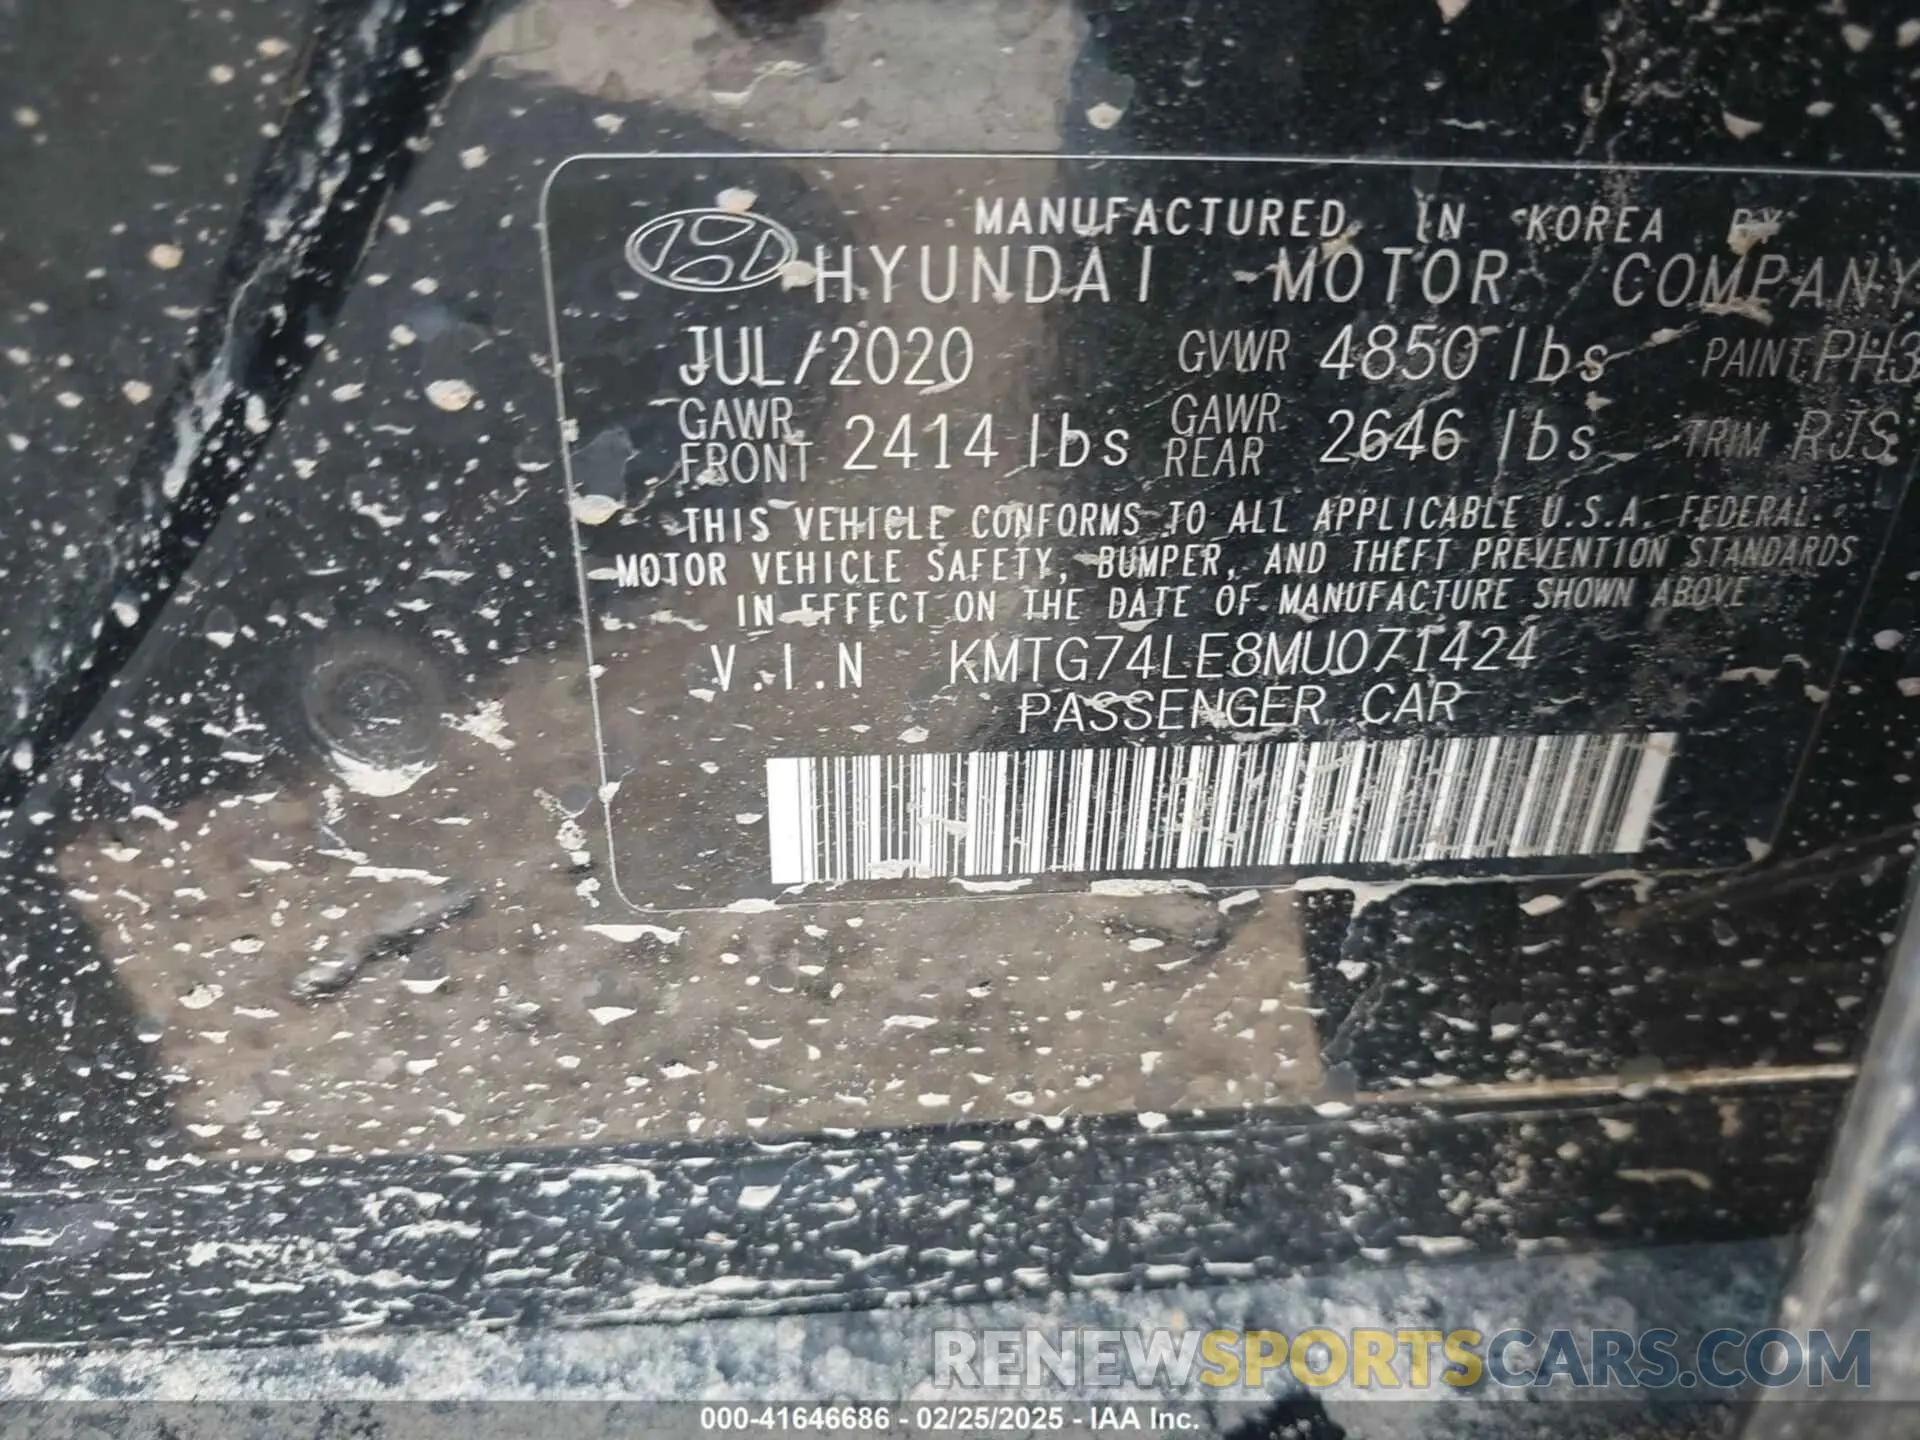 MANUFACTURED IN KOREA BY
HYUNDAI MOTOR COMPANY
JUL/2020 GVWR 4850 lbs PAINT PH3
GAWR FRONT 2414 lbs GAWR REAR 2646 lbs TRIM RJS
THIS VEHICLE CONFORMS TO ALL APPLICABLE U.S.A. FEDERAL
MOTOR VEHICLE SAFETY, BUMPER, AND THEFT PREVENTION STANDARDS
IN EFFECT ON THE DATE OF MANUFACTURE SHOWN ABOVE
V.I.N KMTG74LE8MU071424
PASSENGER CAR
RENEWSPORTSCARS.COM
000-41646686 - 02/25/2025 - IAA Inc.